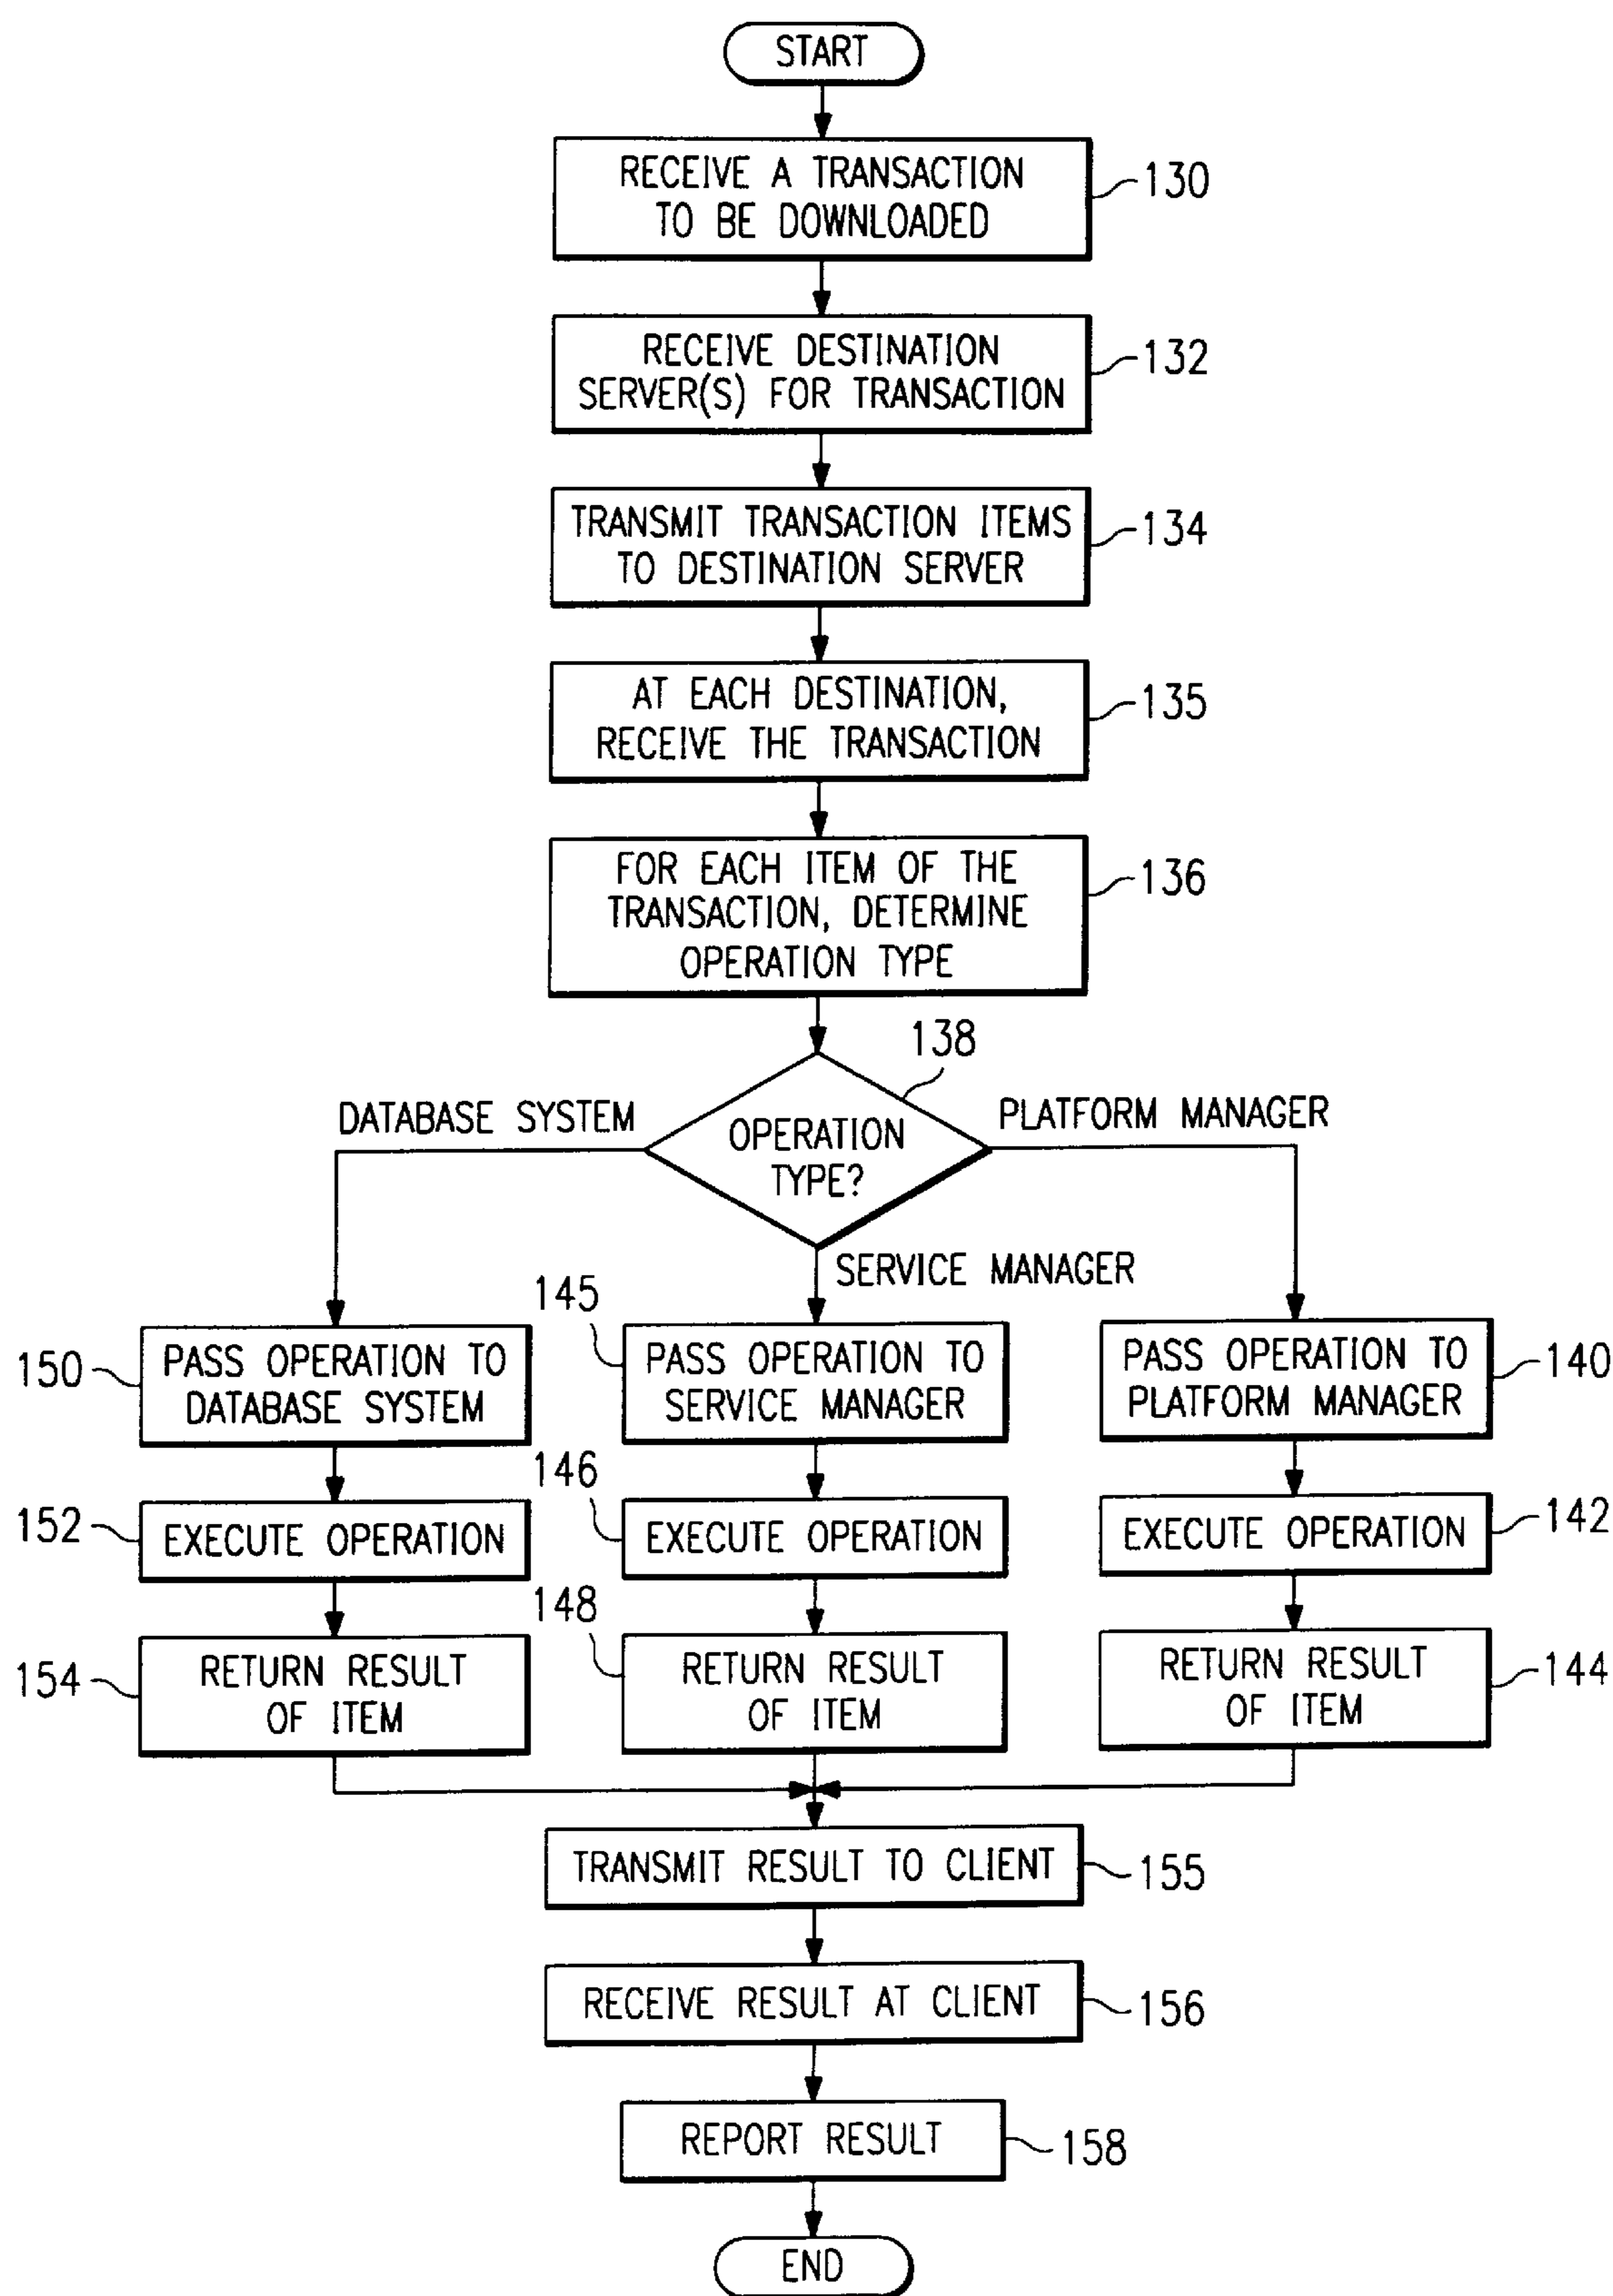 START
RECEIVE A TRANSACTION
TO BE DOWNLOADED
130
RECEIVE DESTINATION
SERVER(S) FOR TRANSACTION
132
TRANSMIT TRANSACTION ITEMS
TO DESTINATION SERVER
134
AT EACH DESTINATION,
RECEIVE THE TRANSACTION
135
FOR EACH ITEM OF THE
TRANSACTION, DETERMINE
OPERATION TYPE
136
138
DATABASE SYSTEM
OPERATION
TYPE?
PLATFORM MANAGER
SERVICE MANAGER
150
PASS OPERATION TO
DATABASE SYSTEM
145
PASS OPERATION TO
SERVICE MANAGER
PASS OPERATION TO
PLATFORM MANAGER
140
152
EXECUTE OPERATION
146
EXECUTE OPERATION
EXECUTE OPERATION
142
154
RETURN RESULT
OF ITEM
148
RETURN RESULT
OF ITEM
RETURN RESULT
OF ITEM
144
TRANSMIT RESULT TO CLIENT
155
RECEIVE RESULT AT CLIENT
156
REPORT RESULT
158
END